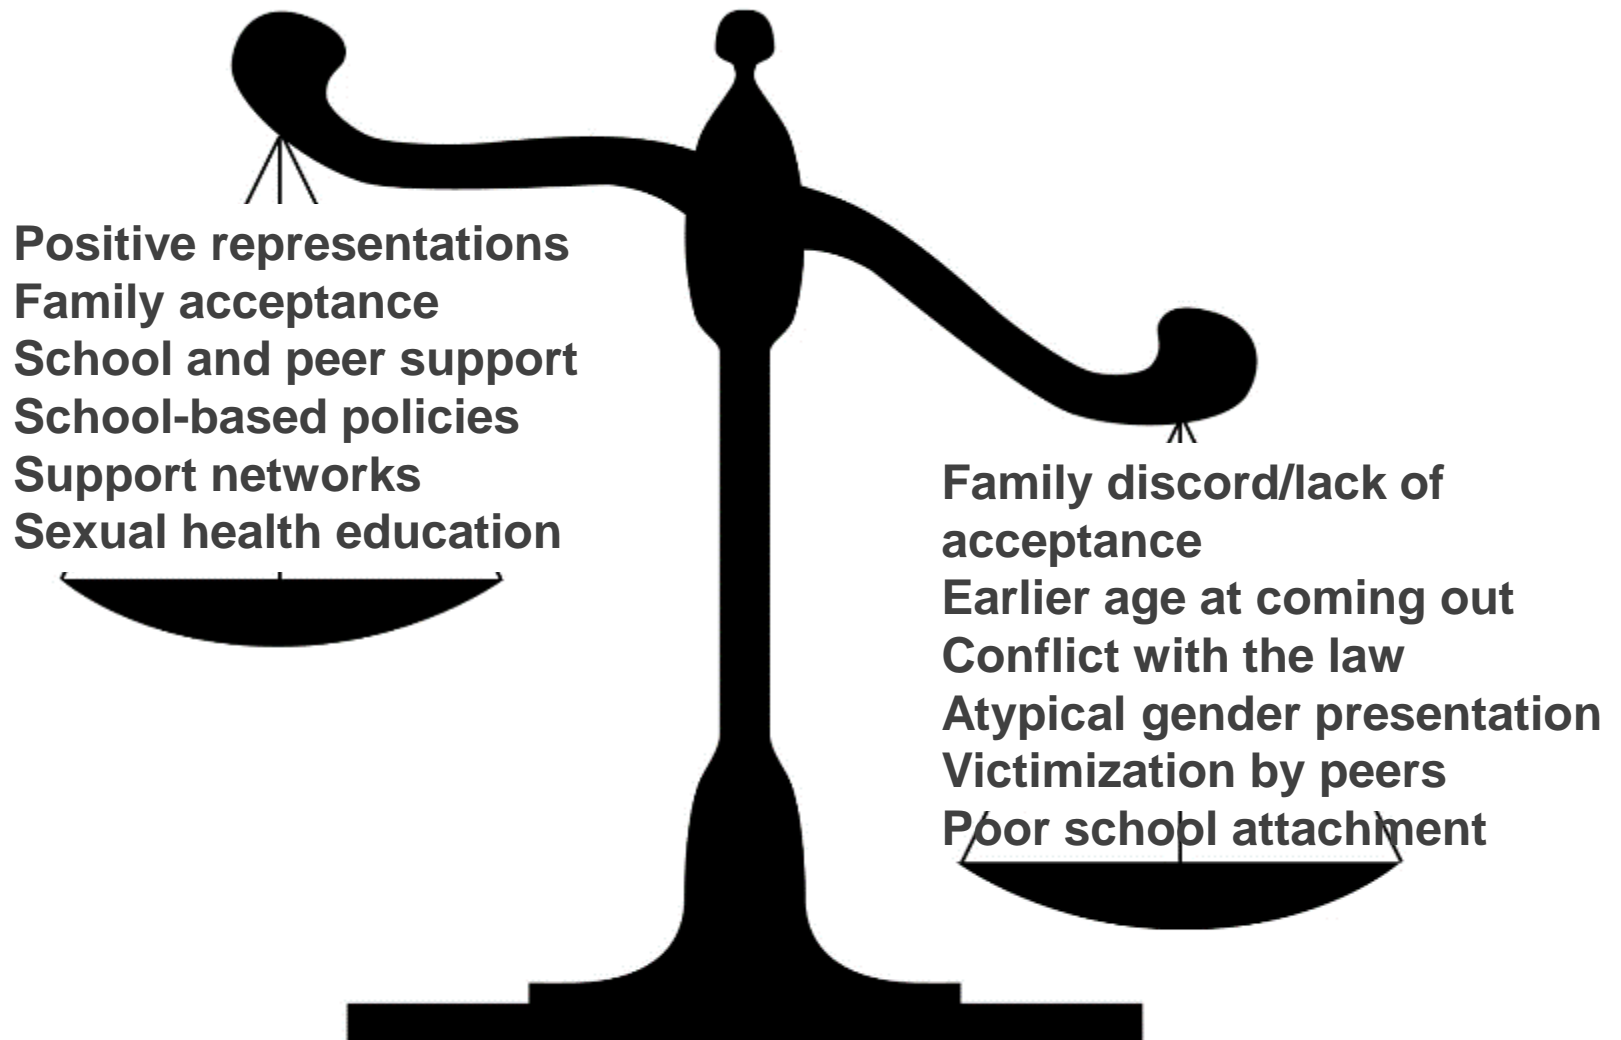 Positive representations
Family acceptance
School and peer support
School-based policies
Support networks
Sexual health education
Family discord/lack of
acceptance
Earlier age at coming out
Conflict with the law
Atypical gender presentation
Victimization by peers
Poor school attachment